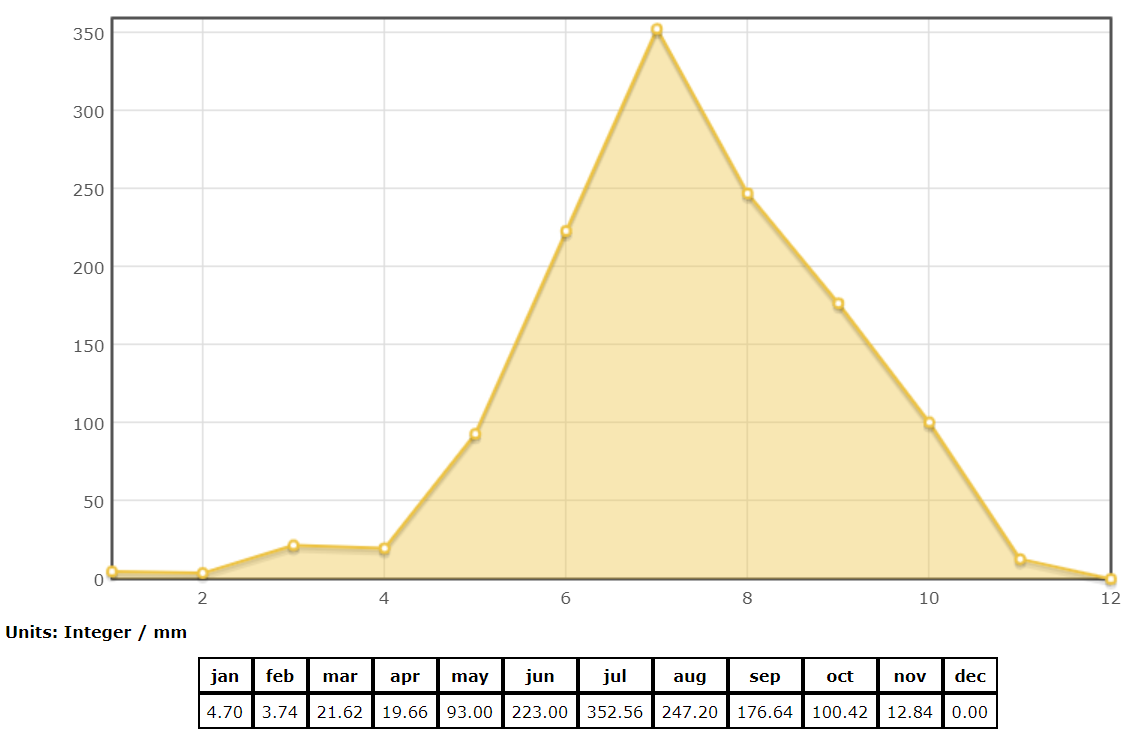 350
300
250
200
150
100
50
0
2 4 6 8 10 12
Units: Integer / mm
jan feb mar apr may jun jul aug sep oct nov dec
4.70 3.74 21.62 19.66 93.00 223.00 352.56 247.20 176.64 100.42 12.84 0.00